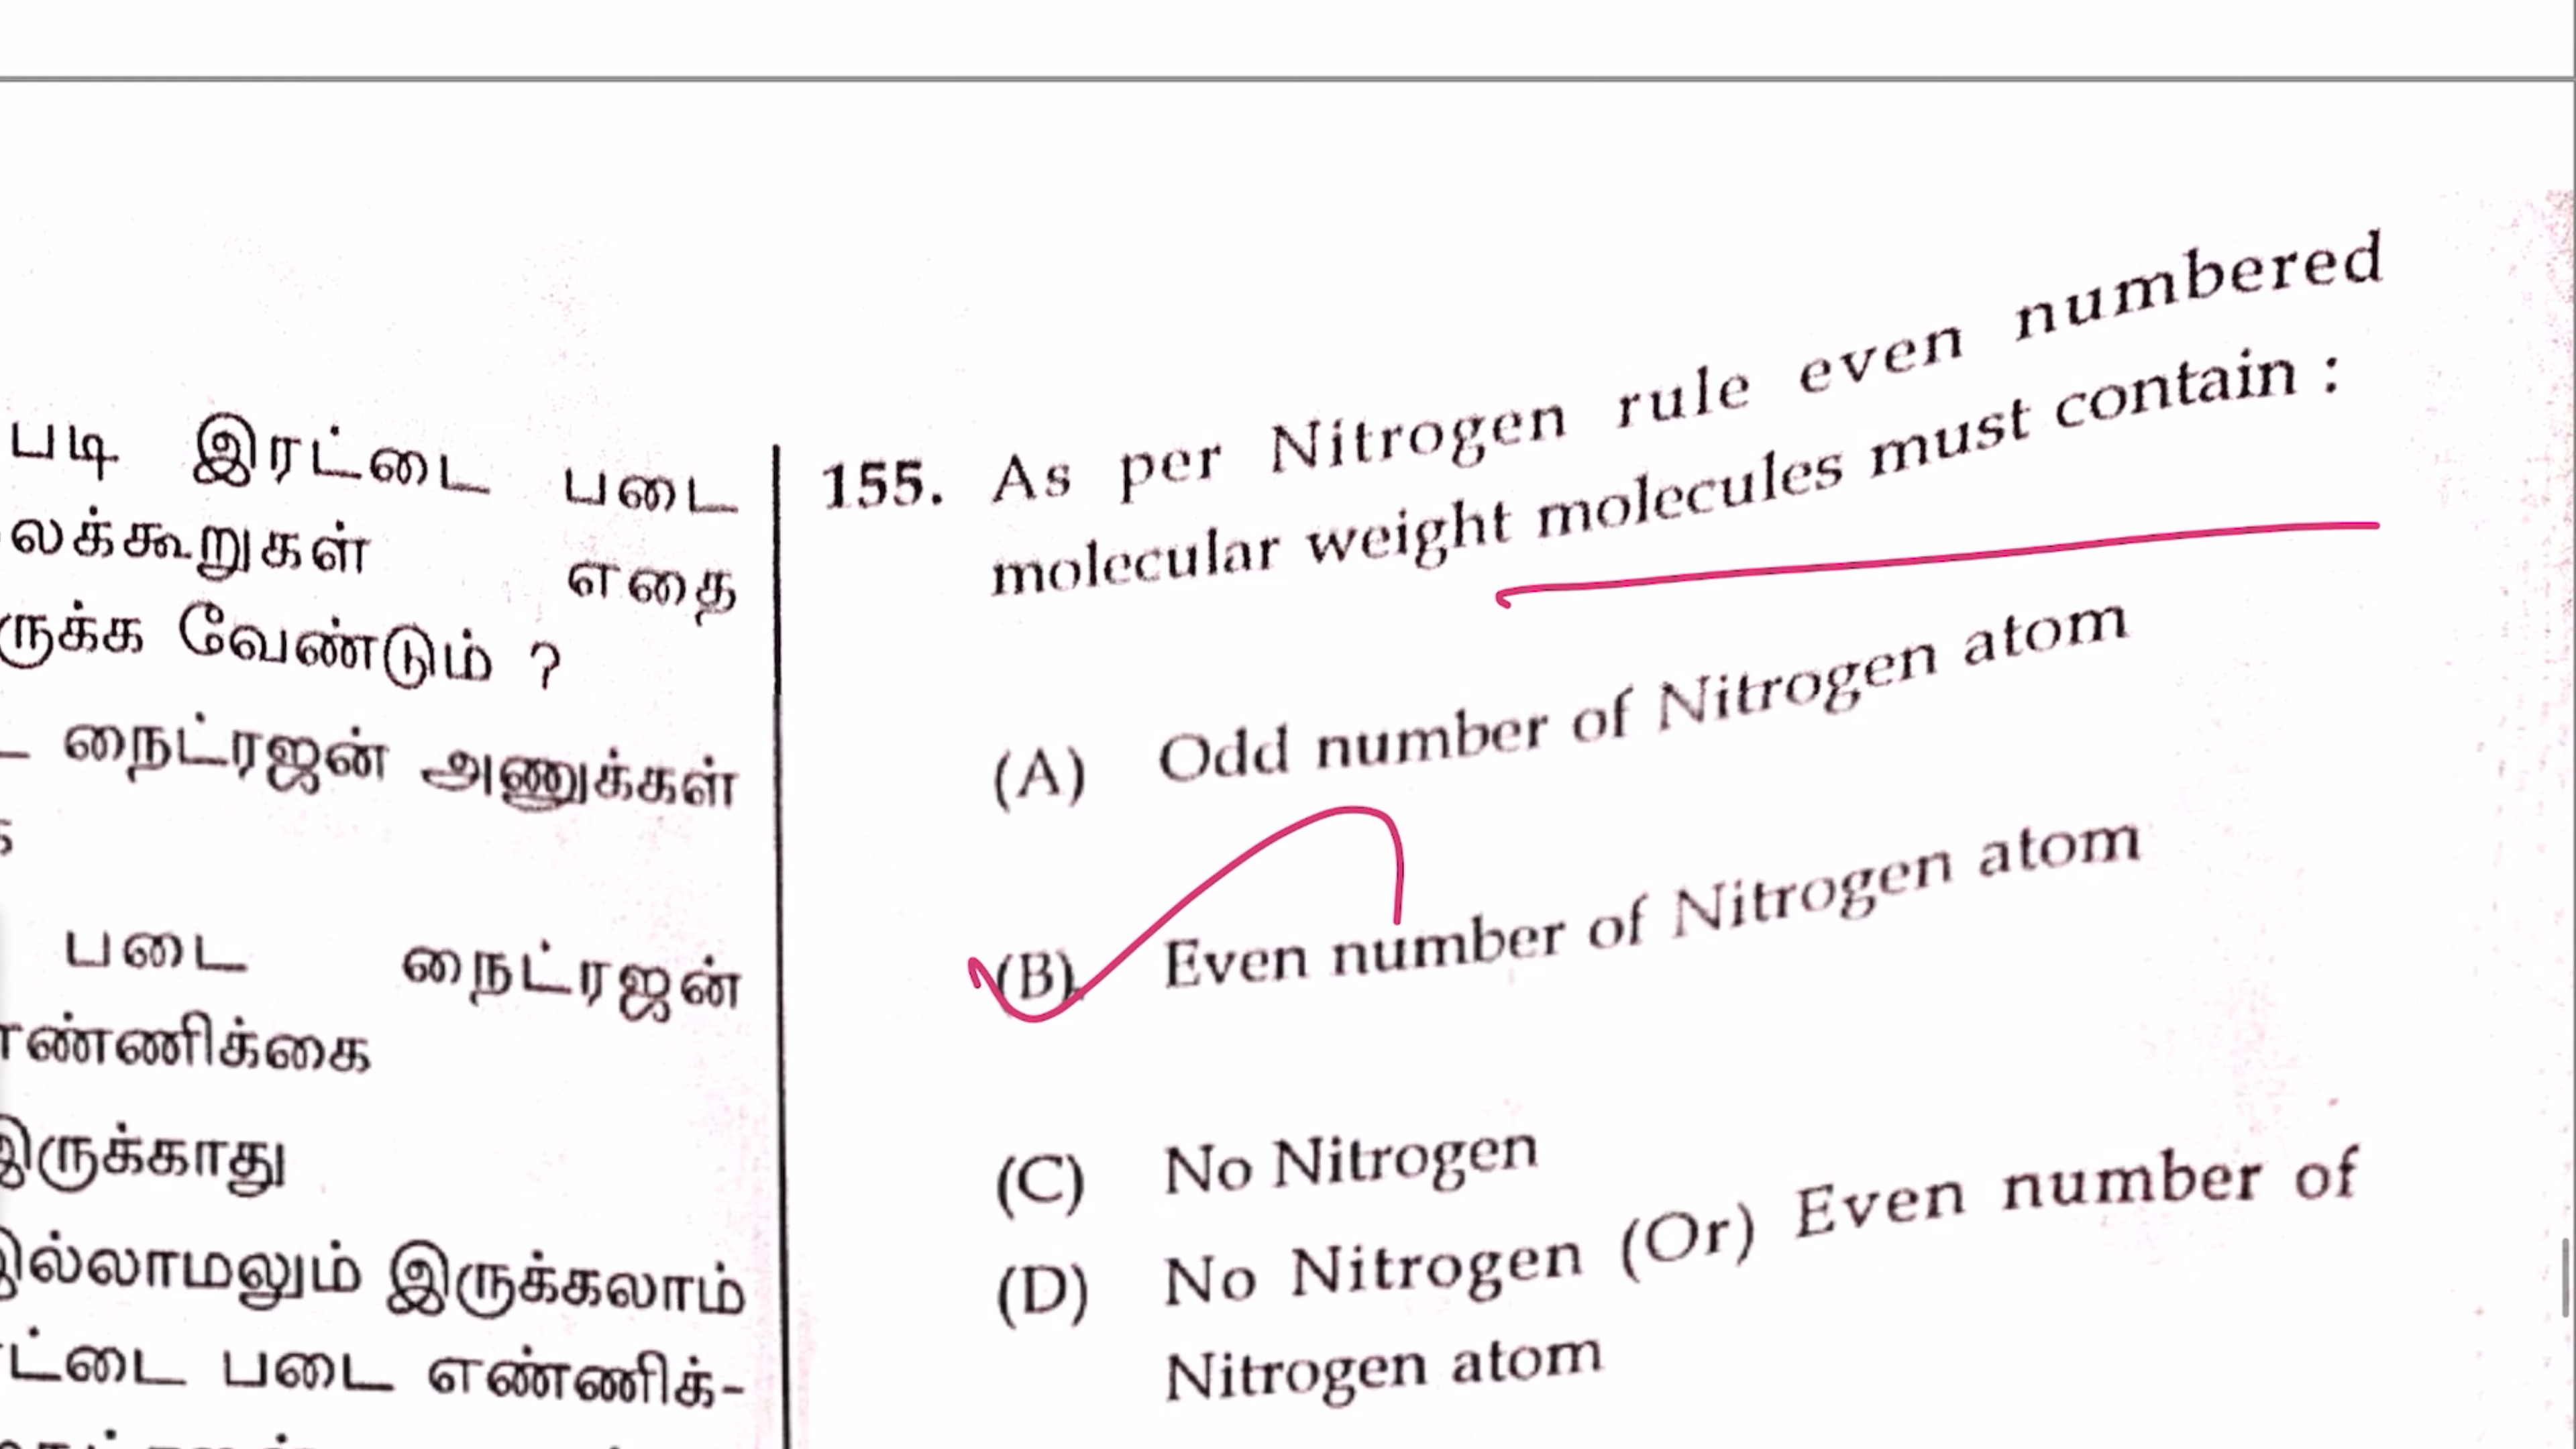 படி இரட்டை படை
லக்கூறுகள் எதை
ருக்க வேண்டும் ?
நைட்ரஜன் அணுக்கள்
படை நைட்ரஜன்
எண்ணிக்கை
இருக்காது
இல்லாமலும் இருக்கலாம்
ட்டை படை எண்ணிக்-
155. As per Nitrogen rule even numbered
molecular weight molecules must contain :
(A) Odd number of Nitrogen atom
(B) Even number of Nitrogen atom
(C) No Nitrogen
(D) No Nitrogen (Or) Even number of
Nitrogen atom